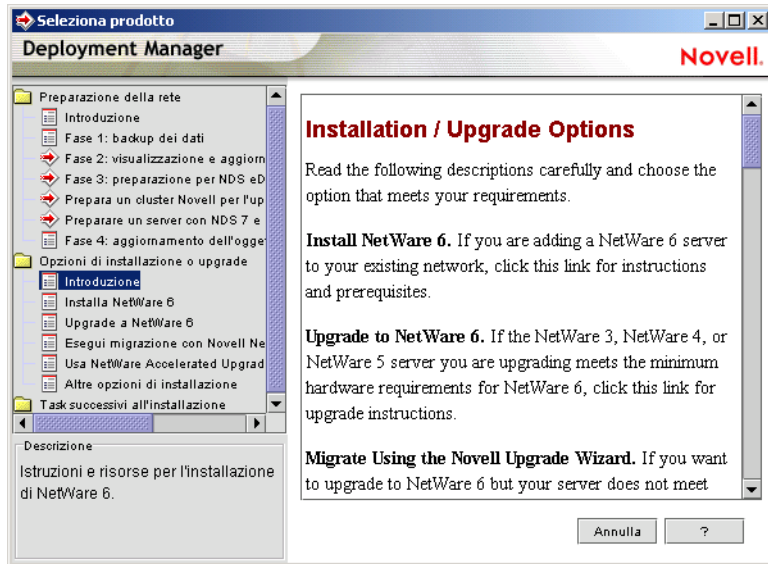 Seleziona prodotto
Deployment Manager
Novell.
Preparazione della rete
Introduzione
Fase 1: backup dei dati
Fase 2: visualizzazione e aggiorn
Fase 3: preparazione per NDS eD
Prepara un cluster Novell per l'up
Preparare un server con NDS 7 e
Fase 4: aggiornamento dell'ogge
Opzioni di installazione o upgrade
Introduzione
Installa NetWare 6
Upgrade a NetWare 6
Esegui migrazione con Novell Ne
Usa NetWare Accelerated Upgrad
Altre opzioni di installazione
Task successivi all'installazione
Descrizione
Istruzioni e risorse per l'installazione
di NetWare 6.
Installation / Upgrade Options
Read the following descriptions carefully and choose the
option that meets your requirements.
Install NetWare 6. If you are adding a NetWare 6 server
to your existing network, click this link for instructions
and prerequisites.
Upgrade to NetWare 6. If the NetWare 3, NetWare 4, or
NetWare 5 server you are upgrading meets the minimum
hardware requirements for NetWare 6, click this link for
upgrade instructions.
Migrate Using the Novell Upgrade Wizard. If you want
to upgrade to NetWare 6 but your server does not meet
Annulla
?